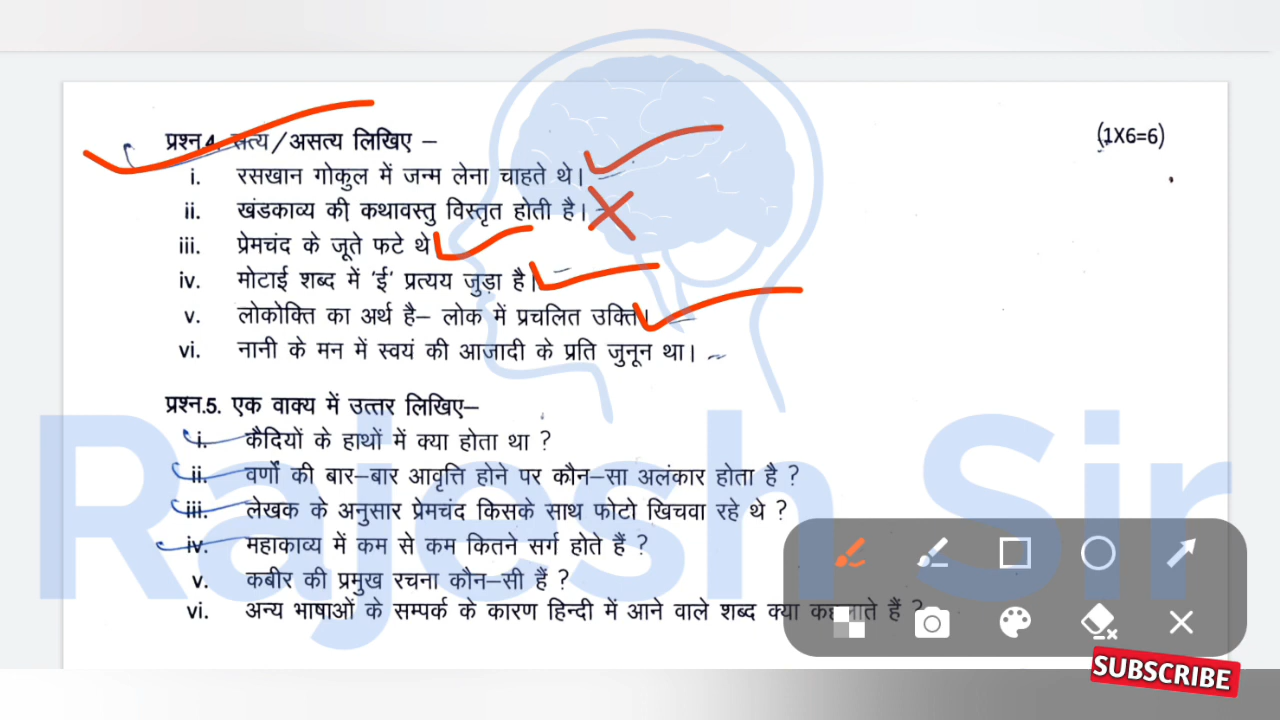 प्रश्न.4. सत्य/असत्य लिखिए – (1X6=6)
i. रसखान गोकुल में जन्म लेना चाहते थे।
ii. खंडकाव्य की कथावस्तु विस्तृत होती है।
iii. प्रेमचंद के जूते फटे थे
iv. मोटाई शब्द में ‘ई’ प्रत्यय जुड़ा है।
v. लोकोक्ति का अर्थ है– लोक में प्रचलित उक्ति।
vi. नानी के मन में स्वयं की आजादी के प्रति जुनून था।
प्रश्न.5. एक वाक्य में उत्तर लिखिए–
i. कैदियों के हाथों में क्या होता था ?
ii. वर्णों की बार–बार आवृत्ति होने पर कौन–सा अलंकार होता है ?
iii. लेखक के अनुसार प्रेमचंद किसके साथ फोटो खिचवा रहे थे ?
iv. महाकाव्य में कम से कम कितने सर्ग होते हैं ?
v. कबीर की प्रमुख रचना कौन–सी हैं ?
vi. अन्य भाषाओं के सम्पर्क के कारण हिन्दी में आने वाले शब्द क्या कहलाते हैं ?
Rajesh Sir
SUBSCRIBE